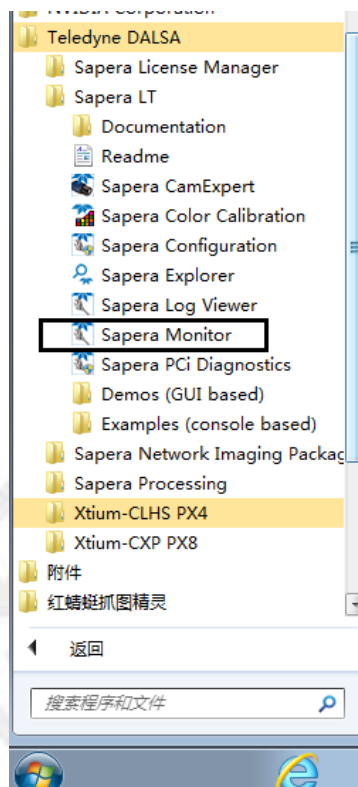 NVIDIA Corporation
Teledyne DALSA
Sapera License Manager
Sapera LT
Documentation
Readme
Sapera CamExpert
Sapera Color Calibration
Sapera Configuration
Sapera Explorer
Sapera Log Viewer
Sapera Monitor
Sapera PCi Diagnostics
Demos (GUI based)
Examples (console based)
Sapera Network Imaging Packag
Sapera Processing
Xtium-CLHS PX4
Xtium-CXP PX8
附件
红蜻蜓抓图精灵
返回
搜索程序和文件